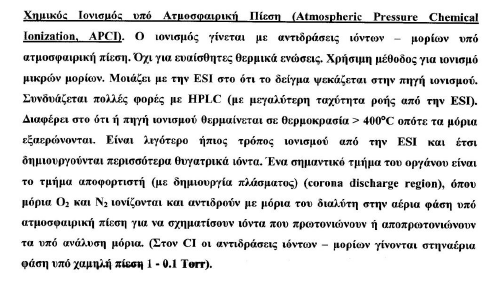 Χημικός Ιονισμός υπό Ατμοσφαιρική Πίεση (Atmospheric Pressure Chemical
Ionization, APCI). Ο ιονισμός γίνεται με αντιδράσεις ιόντων – μορίων υπό
ατμοσφαιρική πίεση. Όχι για ευαίσθητες θερμικά ενώσεις. Χρήσιμη μέθοδος για ιονισμό
μικρών μορίων. Μοιάζει με την ESI στο ότι το δείγμα ψεκάζεται στην πηγή ιονισμού.
Συνδυάζεται πολλές φορές με HPLC (με μεγαλύτερη ταχύτητα ροής από την ESI).
Διαφέρει στο ότι ή πηγή ιονισμού θερμαίνεται σε θερμοκρασία > 400°C οπότε τα μόρια
εξαερώνονται. Είναι λιγότερο ήπιος τρόπος ιονισμού από την ESI και έτσι
δημιουργούνται περισσότερα θυγατρικά ιόντα. Ένα σημαντικό τμήμα του οργάνου είναι
το τμήμα αποφορτιστή (με δημιουργία πλάσματος) (corona discharge region), όπου
μόρια O₂ και N₂ ιονίζονται και αντιδρούν με μόρια του διαλύτη στην αέρια φάση υπό
ατμοσφαιρική πίεση για να σχηματίσουν ιόντα που πρωτονιώνουν ή αποπρωτονιώνουν
τα υπό ανάλυση μόρια. (Στον CI οι αντιδράσεις ιόντων – μορίων γίνονται στηναέρια
φάση υπό χαμηλή πίεση 1 - 0.1 Torr).